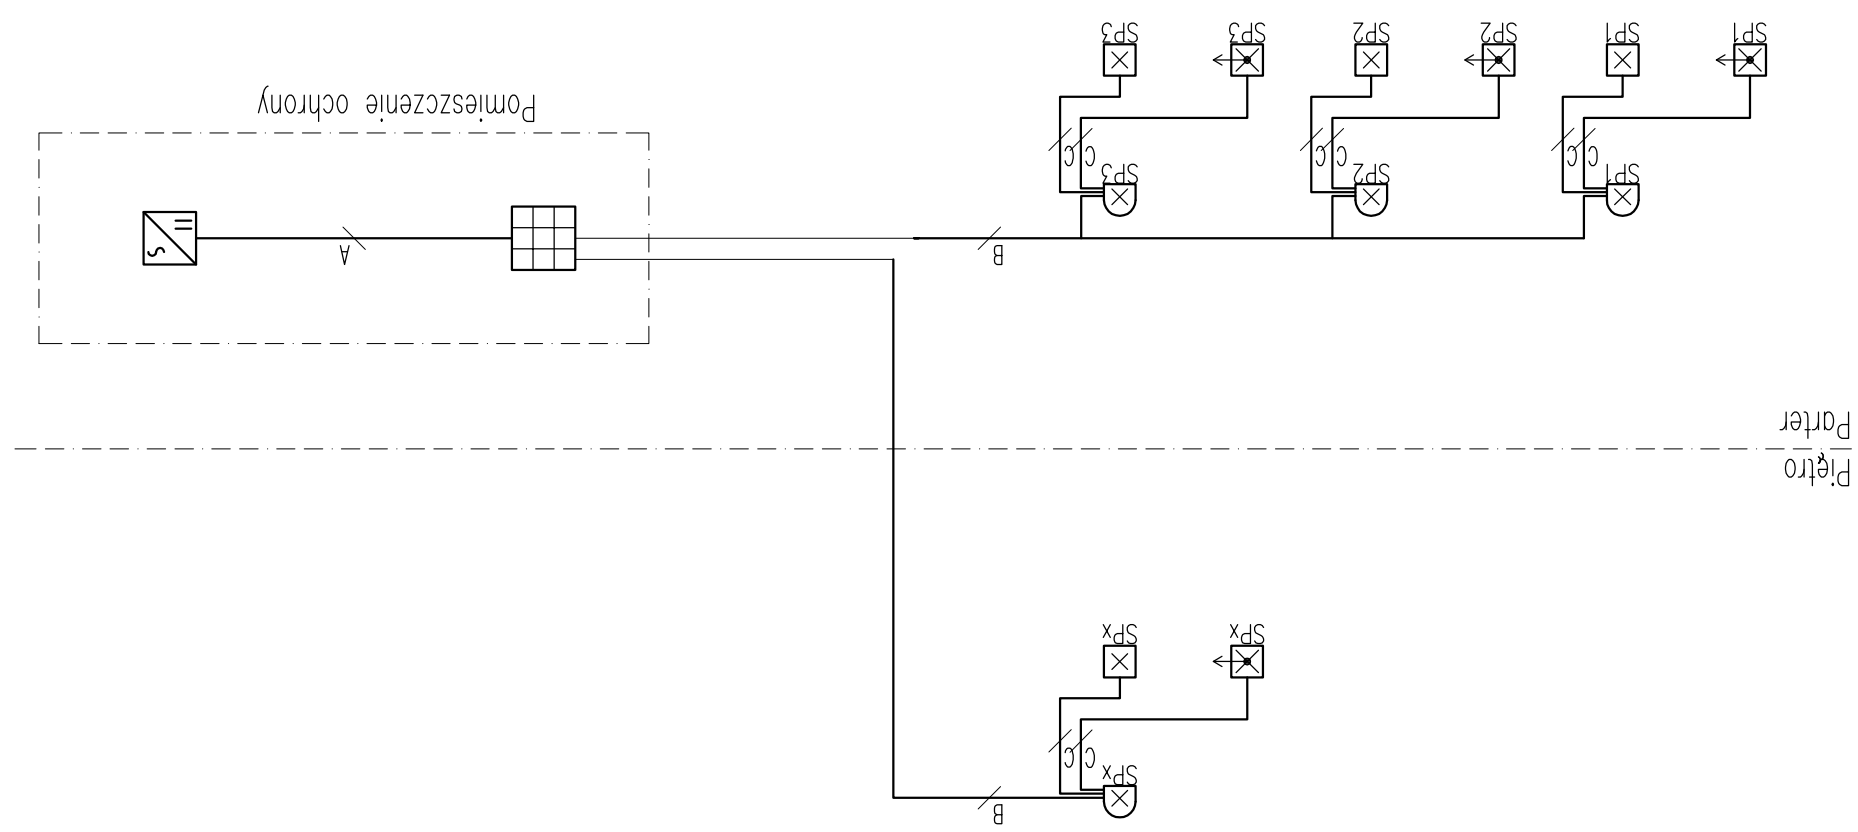 B
SPx
C C
SPx SPx
Piętro
Parter
B A
SP1 SP2 SP3
C C C C C C
Pomieszczenie ochrony
SP1 SP1 SP2 SP2 SP3 SP3